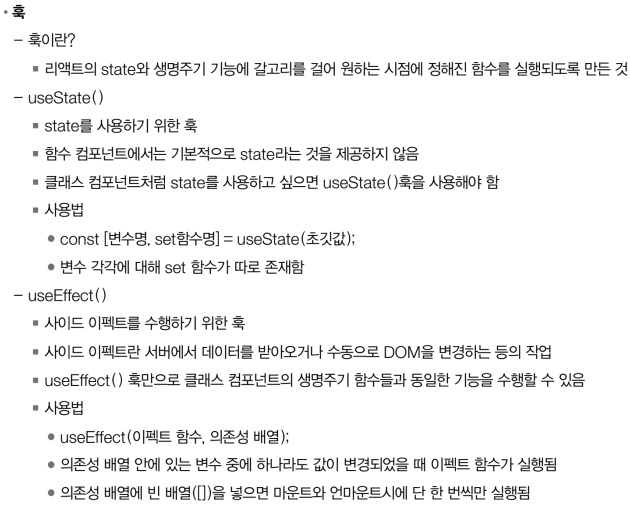 • 훅
– 훅이란?
▪ 리액트의 state와 생명주기 기능에 갈고리를 걸어 원하는 시점에 정해진 함수를 실행되도록 만든 것
– useState()
▪ state를 사용하기 위한 훅
▪ 함수 컴포넌트에서는 기본적으로 state라는 것을 제공하지 않음
▪ 클래스 컴포넌트처럼 state를 사용하고 싶으면 useState()훅을 사용해야 함
▪ 사용법
● const [변수명, set함수명] = useState(초깃값);
● 변수 각각에 대해 set 함수가 따로 존재함
– useEffect()
▪ 사이드 이펙트를 수행하기 위한 훅
▪ 사이드 이펙트란 서버에서 데이터를 받아오거나 수동으로 DOM을 변경하는 등의 작업
▪ useEffect() 훅만으로 클래스 컴포넌트의 생명주기 함수들과 동일한 기능을 수행할 수 있음
▪ 사용법
● useEffect(이펙트 함수, 의존성 배열);
● 의존성 배열 안에 있는 변수 중에 하나라도 값이 변경되었을 때 이펙트 함수가 실행됨
● 의존성 배열에 빈 배열([])을 넣으면 마운트와 언마운트시에 단 한 번씩만 실행됨